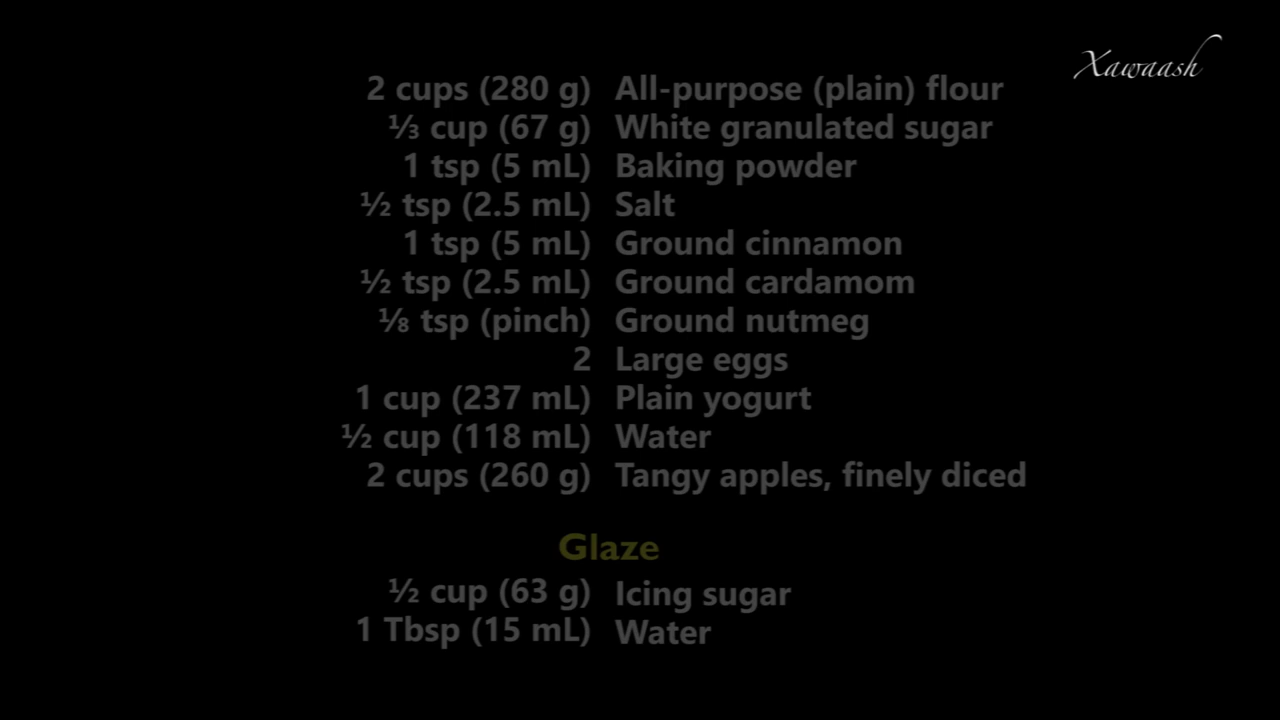 Xawaash
2 cups (280 g) All-purpose (plain) flour
⅓ cup (67 g) White granulated sugar
1 tsp (5 mL) Baking powder
½ tsp (2.5 mL) Salt
1 tsp (5 mL) Ground cinnamon
½ tsp (2.5 mL) Ground cardamom
⅛ tsp (pinch) Ground nutmeg
2 Large eggs
1 cup (237 mL) Plain yogurt
½ cup (118 mL) Water
2 cups (260 g) Tangy apples, finely diced
Glaze
½ cup (63 g) Icing sugar
1 Tbsp (15 mL) Water